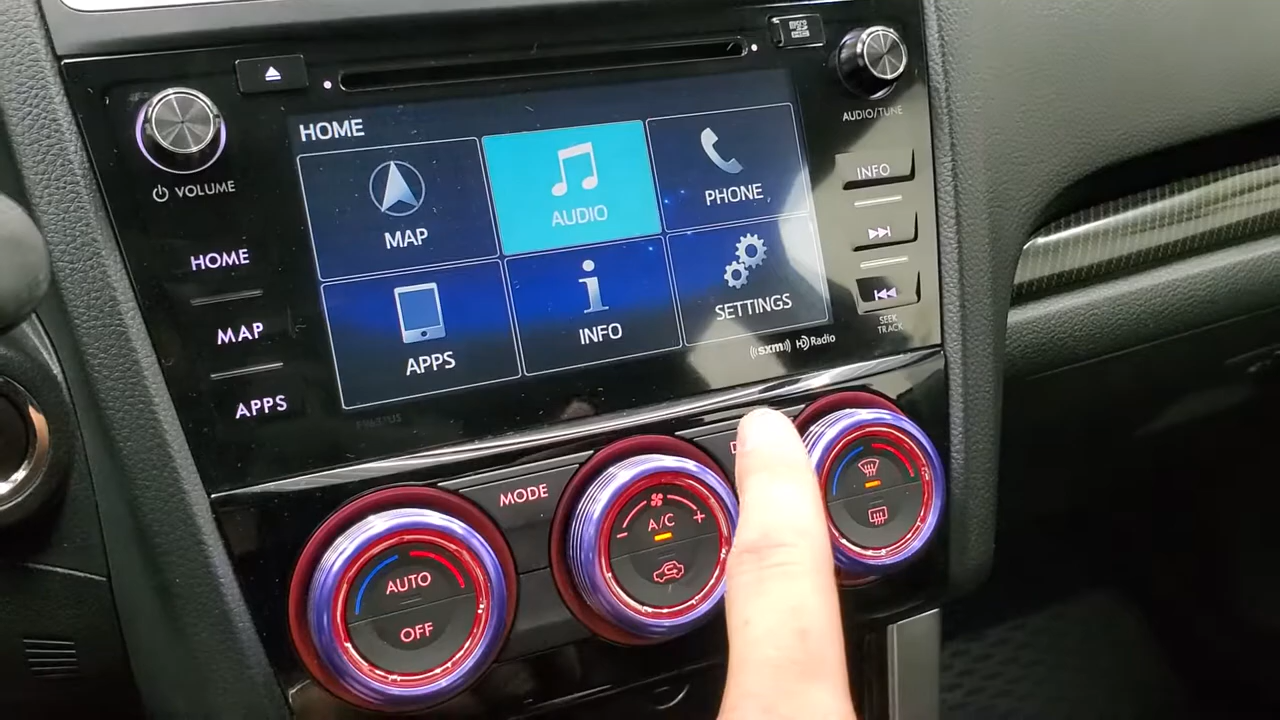 HOME
MAP
AUDIO
PHONE
APPS
INFO
SETTINGS
VOLUME
HOME
MAP
APPS
AUDIO/TUNE
INFO
SEEK
TRACK
((sxm)) HD Radio
MODE
AUTO
OFF
A/C
- +